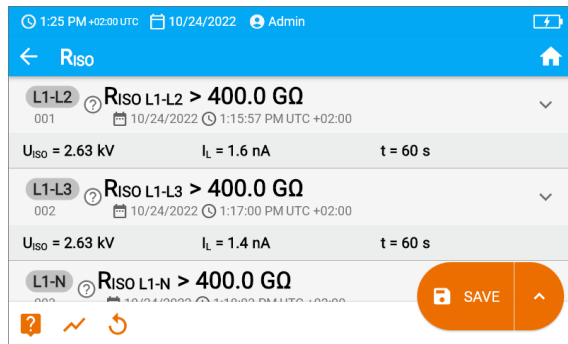 1:25 PM +02:00 UTC 10/24/2022 Admin
RISO
L1-L2 RISO L1-L2 > 400.0 GΩ
001 10/24/2022 1:15:57 PM UTC +02:00
UISO = 2.63 kV IL = 1.6 nA t = 60 s
L1-L3 RISO L1-L3 > 400.0 GΩ
002 10/24/2022 1:17:00 PM UTC +02:00
UISO = 2.63 kV IL = 1.4 nA t = 60 s
L1-N RISO L1-N > 400.0 GΩ
SAVE